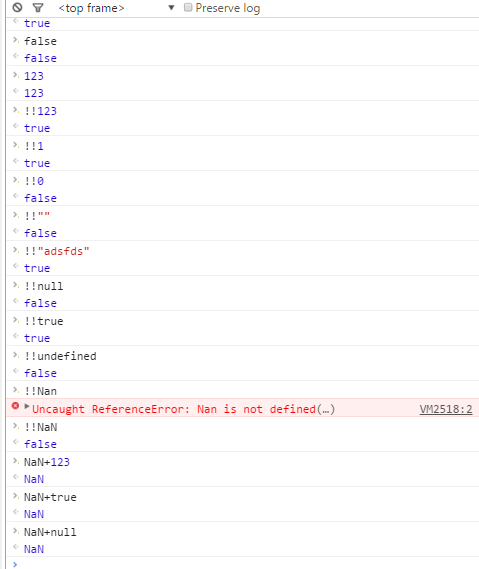 <top frame> Preserve log
true
false
false
123
123
!!123
true
!!1
true
!!0
false
!!""
false
!!"adsfds"
true
!!null
false
!!true
true
!!undefined
false
!!Nan
Uncaught ReferenceError: Nan is not defined(…) VM2518:2
!!NaN
false
NaN+123
NaN
NaN+true
NaN
NaN+null
NaN